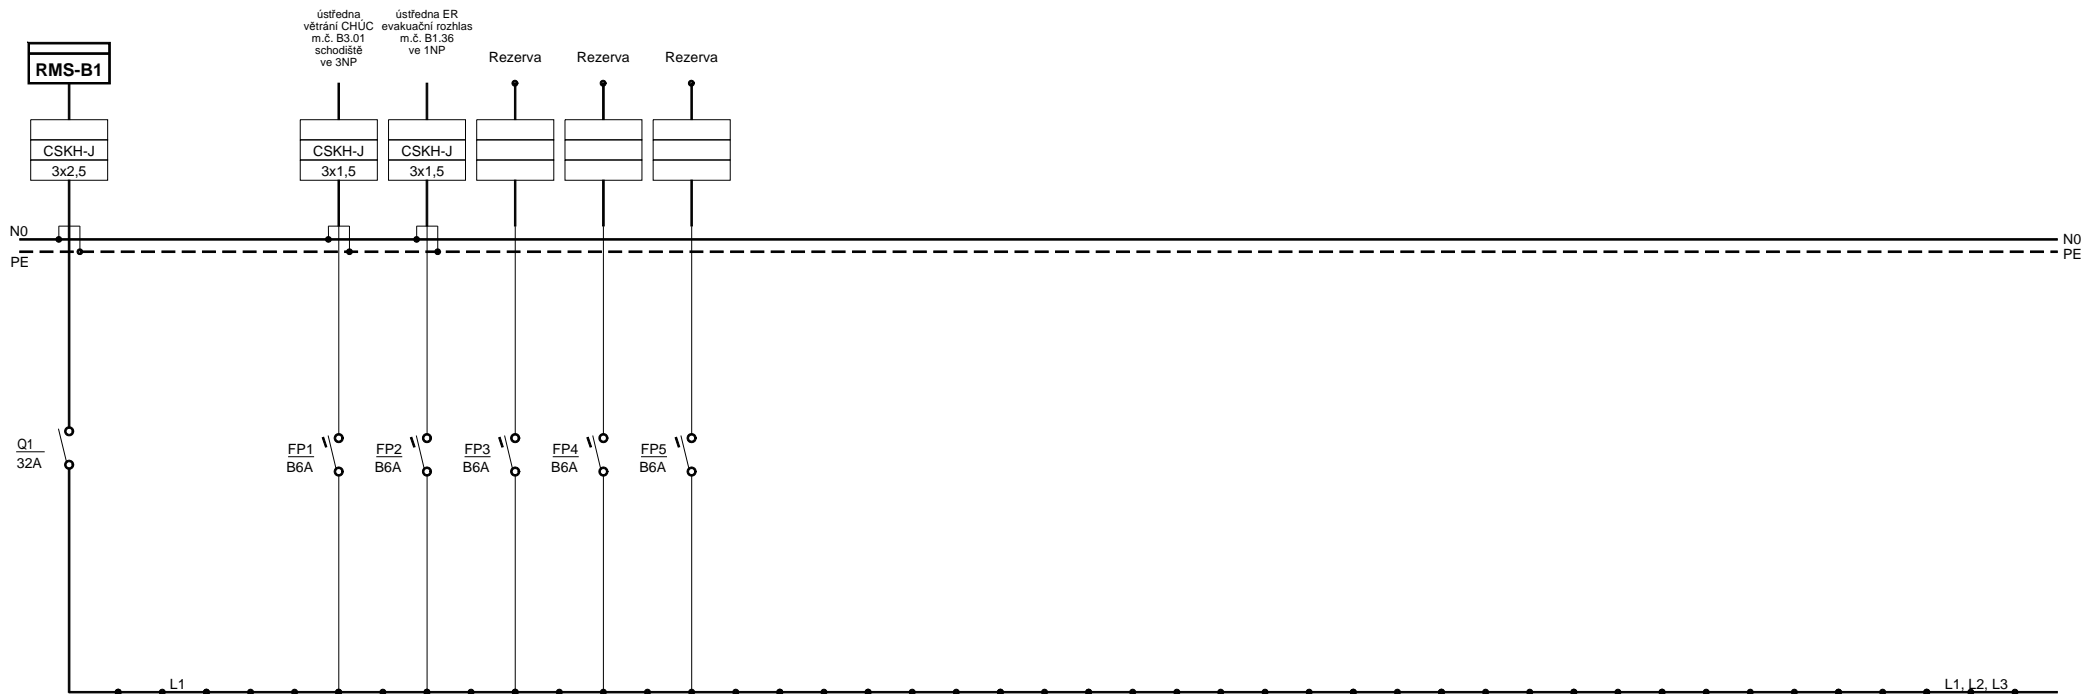 ústředna
větrání CHÚC
m.č. B3.01
schodiště
ve 3NP
ústředna ER
evakuační rozhlas
m.č. B1.36
ve 1NP
Rezerva
Rezerva
Rezerva
RMS-B1
CSKH-J
3x2,5
CSKH-J
3x1,5
CSKH-J
3x1,5
N0
PE
N0
PE
Q1
32A
FP1
B6A
FP2
B6A
FP3
B6A
FP4
B6A
FP5
B6A
L1
L1, L2, L3